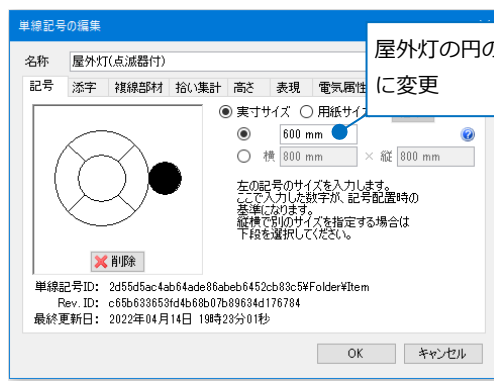 単線記号の編集
屋外灯の円の
に変更
名称 屋外灯(点滅器付)
記号 添字 複線部材 拾い集計 高さ 表現 電気属性
実寸サイズ 用紙サイズ
600 mm
横 800 mm × 縦 800 mm
左の記号のサイズを入力します。
ここで入力した数字が、記号配置時の
基準になります。
縦横で別のサイズを指定する場合は
下段を選択してください。
削除
単線記号ID: 2d55d5ac4ab64ade86abeb6452cb83c5¥Folder¥Item
Rev. ID: c65b633653fd4b68b07b89634d176784
最終更新日: 2022年04月14日 19時23分01秒
OK キャンセル